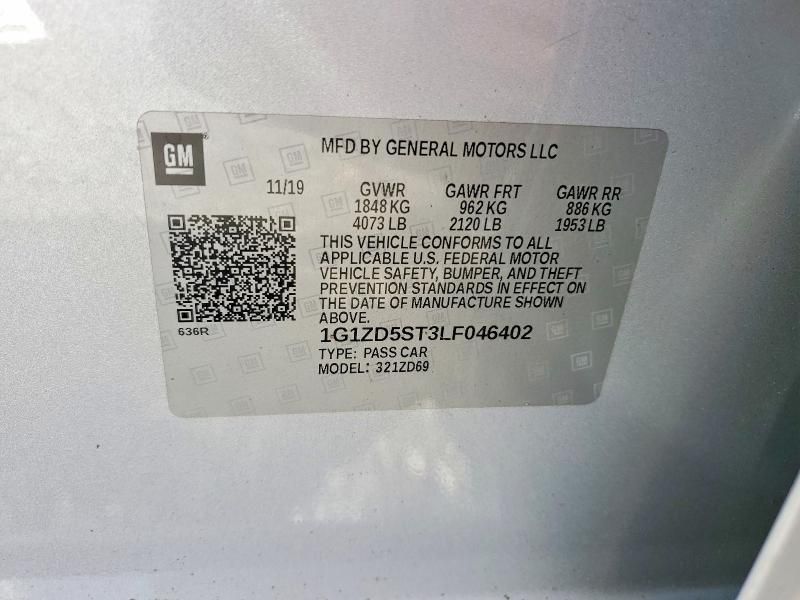 GM
MFD BY GENERAL MOTORS LLC
11/19 GVWR GAWR FRT GAWR RR
1848 KG 962 KG 886 KG
4073 LB 2120 LB 1953 LB
THIS VEHICLE CONFORMS TO ALL
APPLICABLE U.S. FEDERAL MOTOR
VEHICLE SAFETY, BUMPER, AND THEFT
PREVENTION STANDARDS IN EFFECT ON
THE DATE OF MANUFACTURE SHOWN
ABOVE.
636R
1G1ZD5ST3LF046402
TYPE: PASS CAR
MODEL: 321ZD69